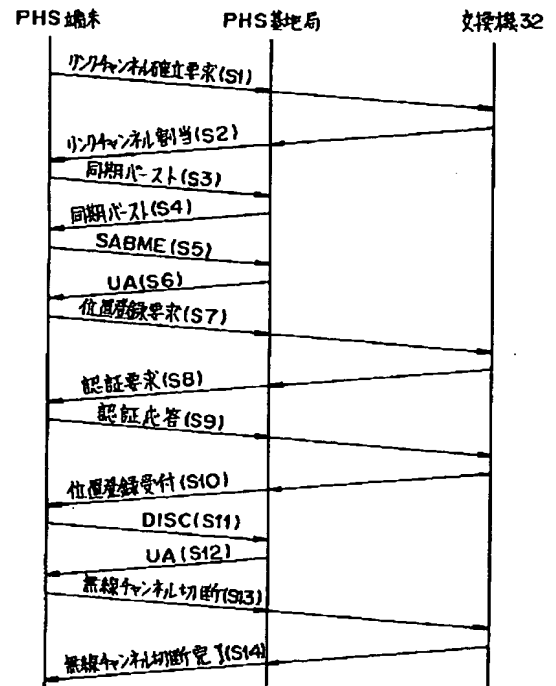 PHS端末
PHS基地局
交換機32
リンクチャンネル確立要求(S1)
リンクチャンネル割当(S2)
同期バースト(S3)
同期バースト(S4)
SABME(S5)
UA(S6)
位置登録要求(S7)
認証要求(S8)
認証応答(S9)
位置登録受付(S10)
DISC(S11)
UA(S12)
無線チャンネル切断(S13)
無線チャンネル切断完了(S14)